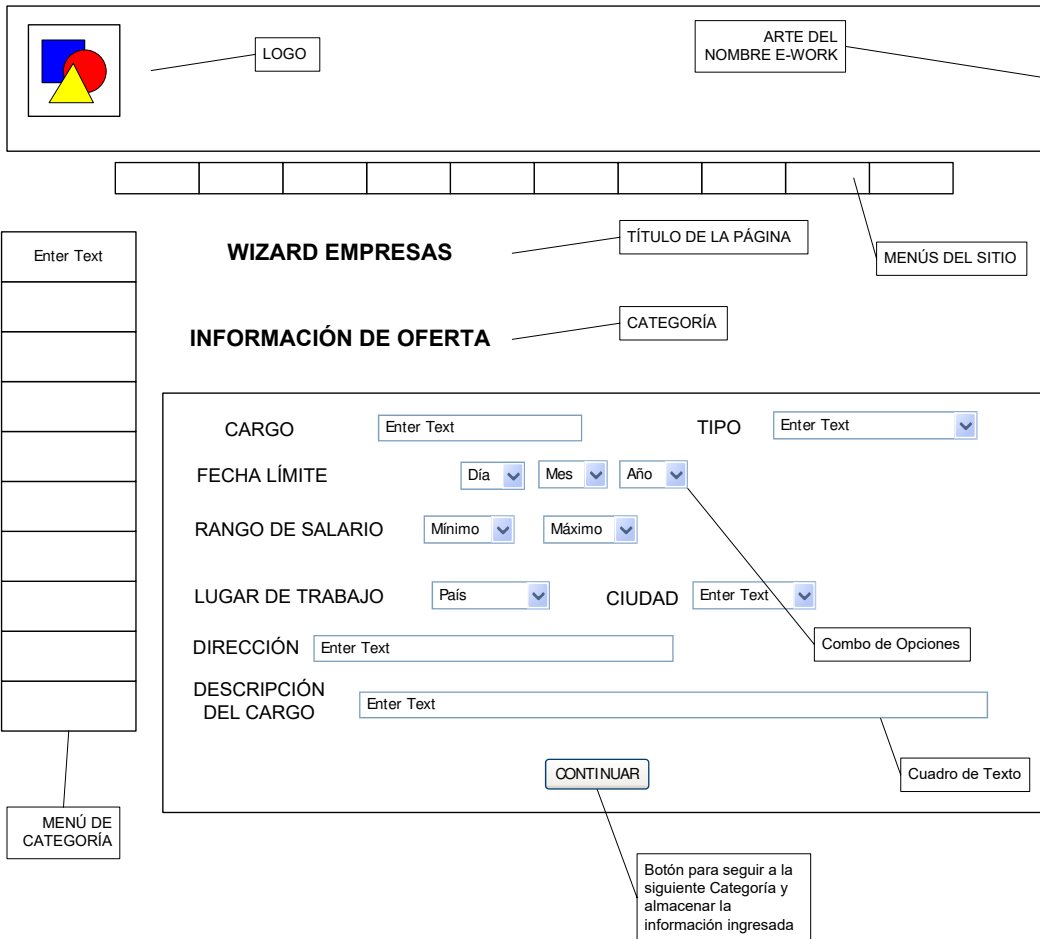 LOGO
ARTE DEL
NOMBRE E-WORK
Enter Text
WIZARD EMPRESAS
TÍTULO DE LA PÁGINA
MENÚS DEL SITIO
INFORMACIÓN DE OFERTA
CATEGORÍA
CARGO
Enter Text
TIPO
Enter Text
FECHA LÍMITE
Día
Mes
Año
RANGO DE SALARIO
Mínimo
Máximo
LUGAR DE TRABAJO
País
CIUDAD
Enter Text
Combo de Opciones
DIRECCIÓN
Enter Text
DESCRIPCIÓN
DEL CARGO
Enter Text
CONTINUAR
Cuadro de Texto
MENÚ DE
CATEGORÍA
Botón para seguir a la
siguiente Categoría y
almacenar la
información ingresada